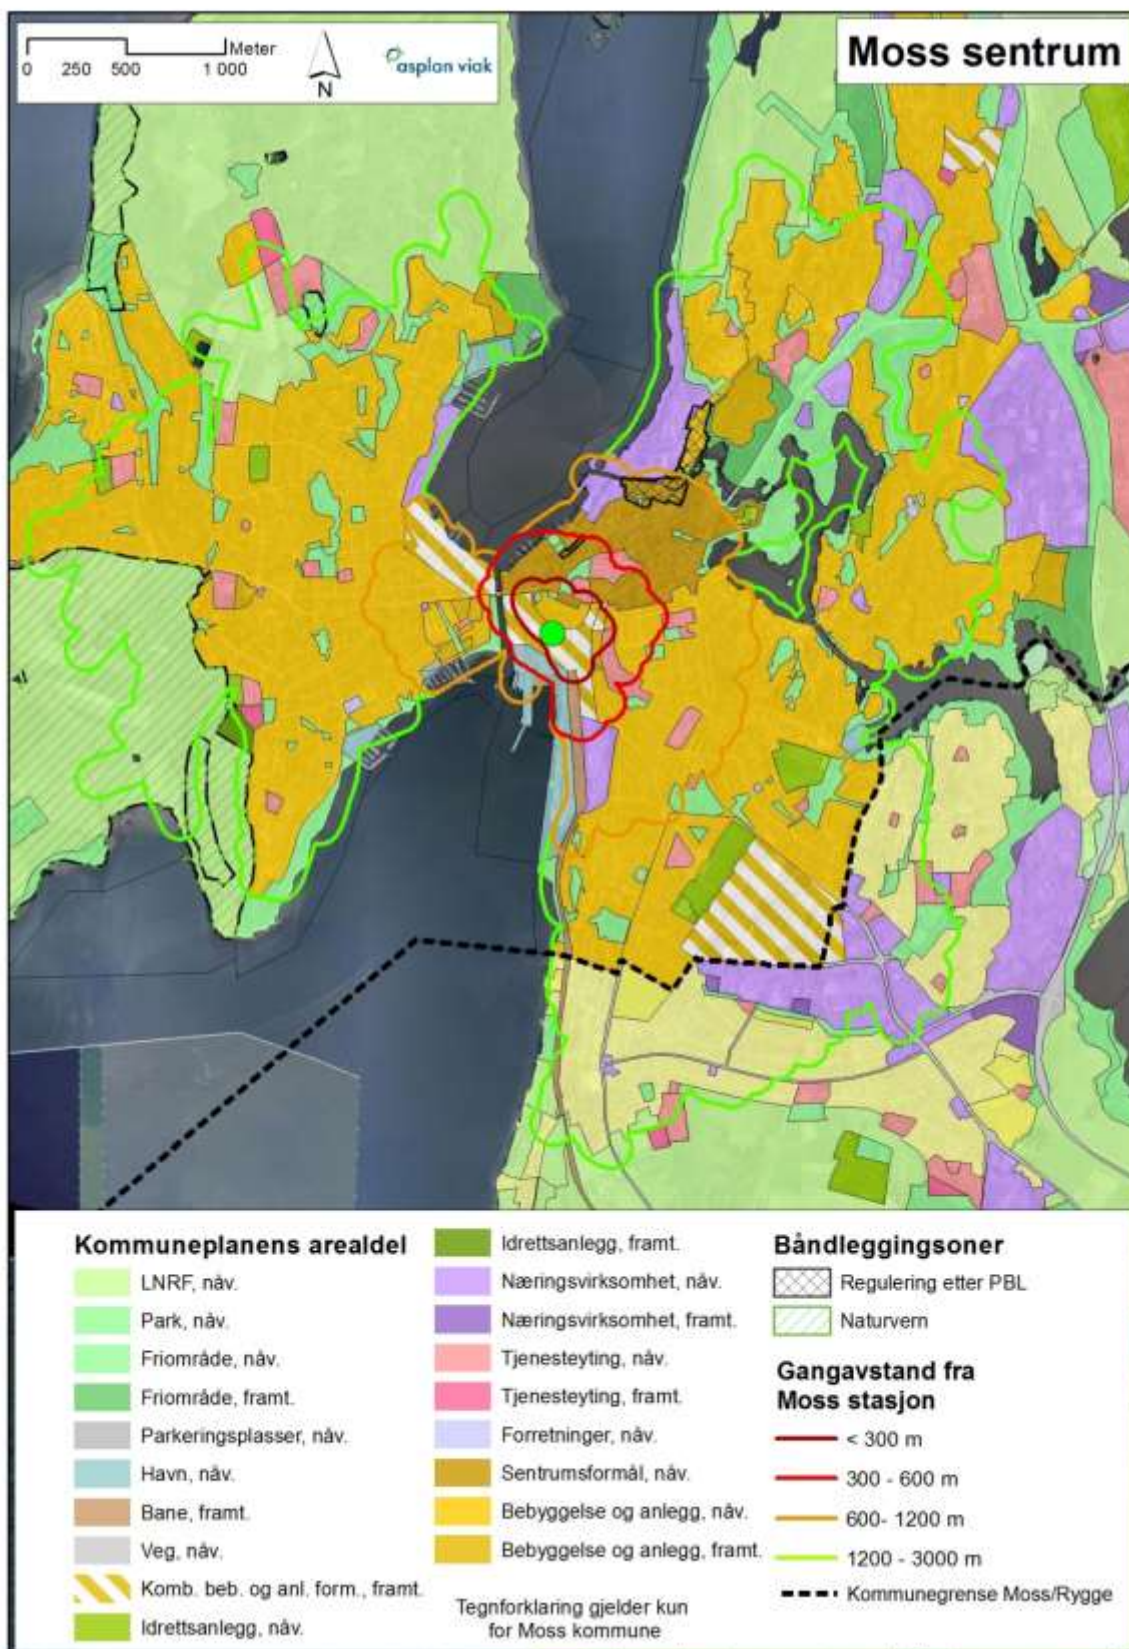 Moss sentrum
Meter
0 250 500 1 000
N
asplan viak
Kommuneplanens arealdel
LNRF, nåv.
Park, nåv.
Friområde, nåv.
Friområde, framt.
Parkeringsplasser, nåv.
Havn, nåv.
Bane, framt.
Veg, nåv.
Komb. beb. og anl. form., framt.
Idrettsanlegg, nåv.
Idrettsanlegg, framt.
Næringsvirksomhet, nåv.
Næringsvirksomhet, framt.
Tjenesteyting, nåv.
Tjenesteyting, framt.
Forretninger, nåv.
Sentrumsformål, nåv.
Bebyggelse og anlegg, nåv.
Bebyggelse og anlegg, framt.
Tegnforklaring gjelder kun
for Moss kommune
Båndleggingsoner
Regulering etter PBL
Naturvern
Gangavstand fra
Moss stasjon
< 300 m
300 - 600 m
600- 1200 m
1200 - 3000 m
Kommunegrense Moss/Rygge